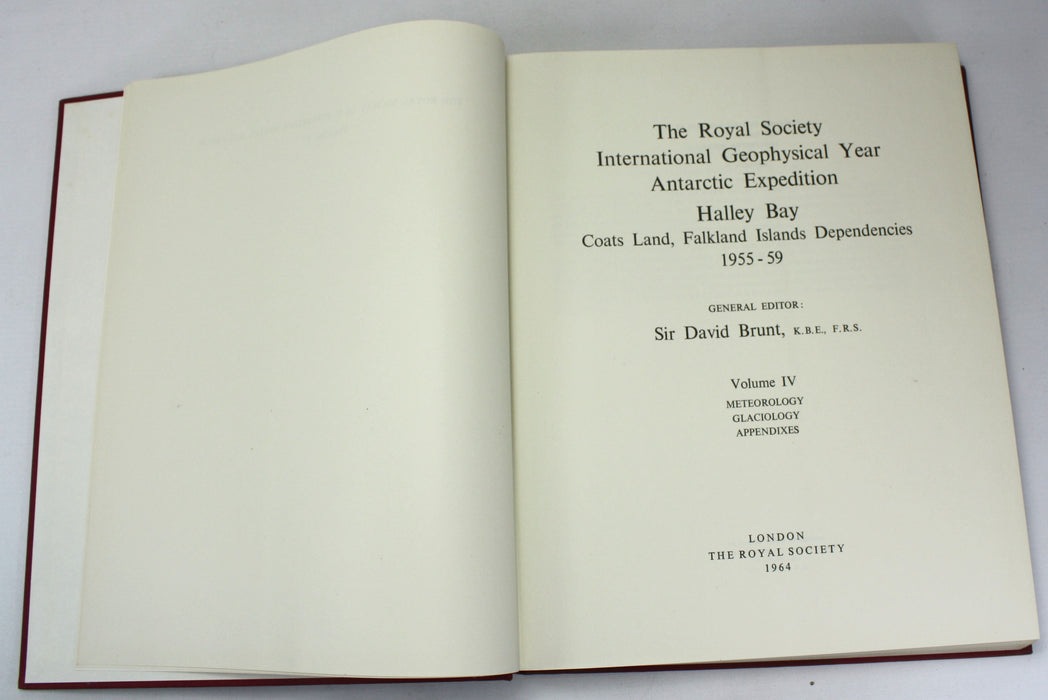 The Royal Society
International Geophysical Year
Antarctic Expedition
Halley Bay
Coats Land, Falkland Islands Dependencies
1955 - 59
GENERAL EDITOR:
Sir David Brunt, K.B.E., F.R.S.
Volume IV
METEOROLOGY
GLACIOLOGY
APPENDIXES
LONDON
THE ROYAL SOCIETY
1964